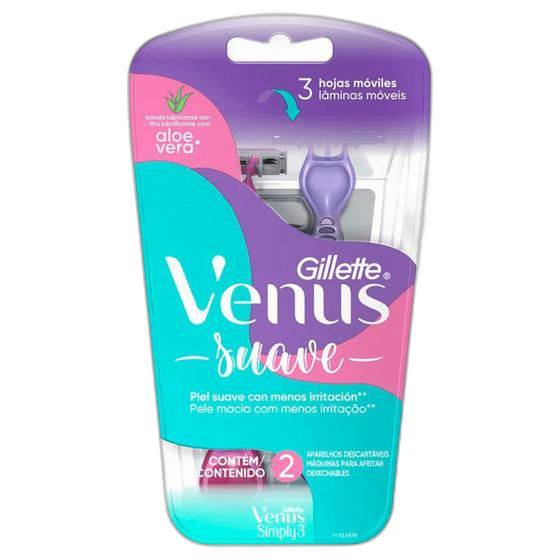 3 hojas móviles
lâminas móveis
banda lubricante con /
fita lubrificante com
aloe
vera*
Gillette®
Venus
suave
Piel suave con menos irritación**
Pele macia com menos irritação**
CONTÉM/
CONTENIDO
2
APARELHOS DESCARTÁVEIS
MÁQUINAS PARA AFEITAR
DESECHABLES
Gillette
Venus
Simply3
91935476